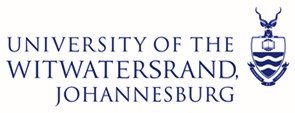 UNIVERSITY OF THE
WITWATERSRAND,
JOHANNESBURG